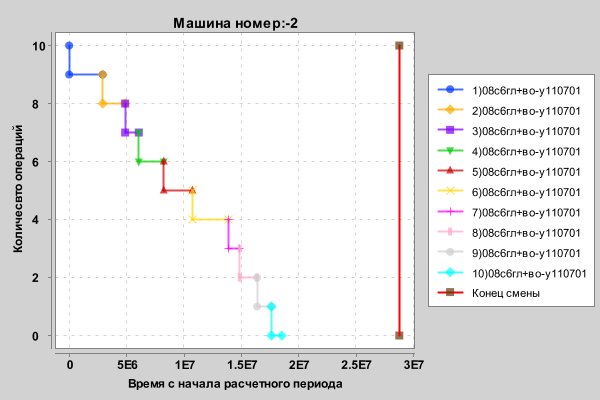 Машина номер:-2
Количесвто операций
10
8
6
4
2
0
0 5E6 1E7 1.5E7 2E7 2.5E7 3E7
Время с начала расчетного периода
1)08с6гл+во-у110701
2)08с6гл+во-у110701
3)08с6гл+во-у110701
4)08с6гл+во-у110701
5)08с6гл+во-у110701
6)08с6гл+во-у110701
7)08с6гл+во-у110701
8)08с6гл+во-у110701
9)08с6гл+во-у110701
10)08с6гл+во-у110701
Конец смены